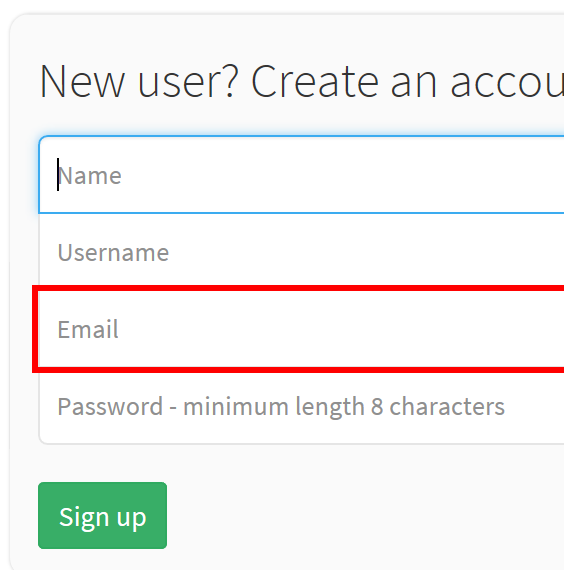 New user? Create an accou
Name
Username
Email
Password - minimum length 8 characters
Sign up